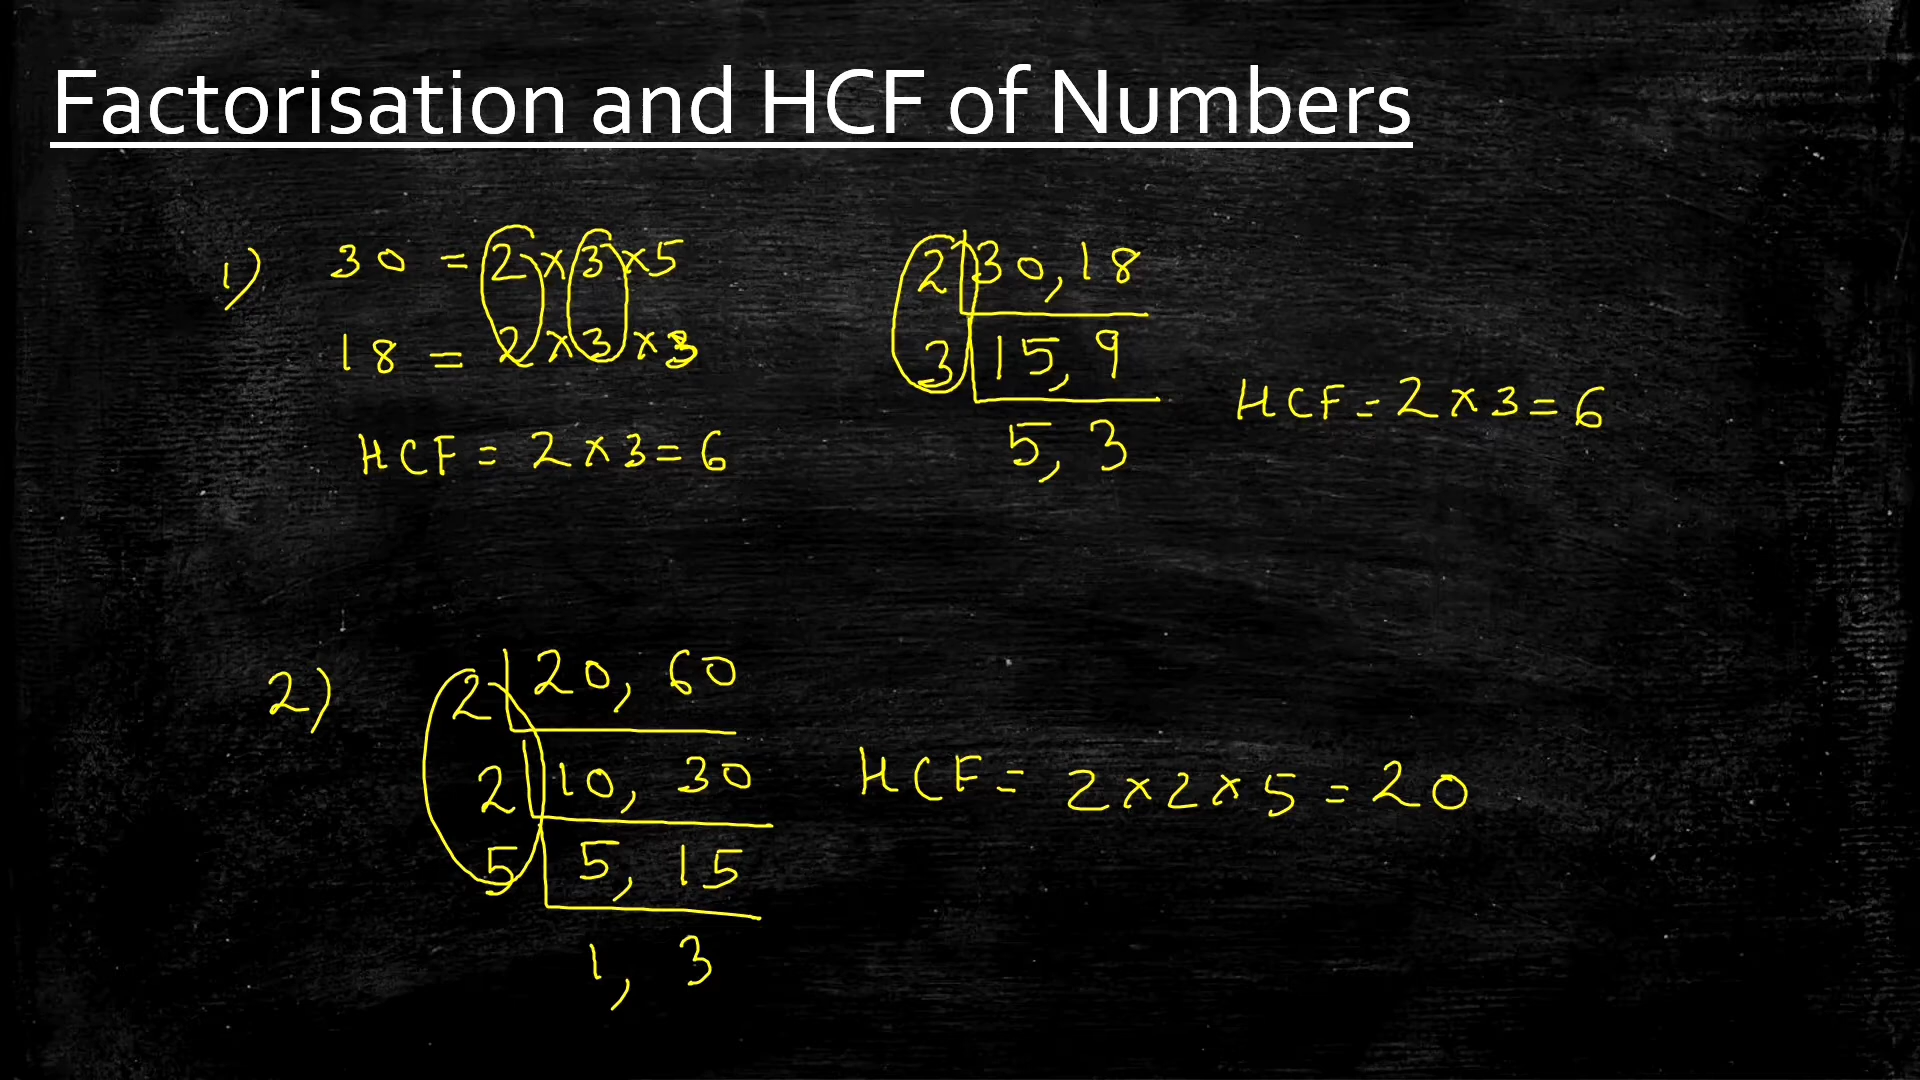 Factorisation and HCF of Numbers
1) 30 = 2 × 3 × 5
18 = 2 × 3 × 3
HCF = 2 × 3 = 6
2 | 30, 18
3 | 15, 9
5, 3
HCF = 2 × 3 = 6
2) 2 | 20, 60
2 | 10, 30
5 | 5, 15
1, 3
HCF = 2 × 2 × 5 = 20